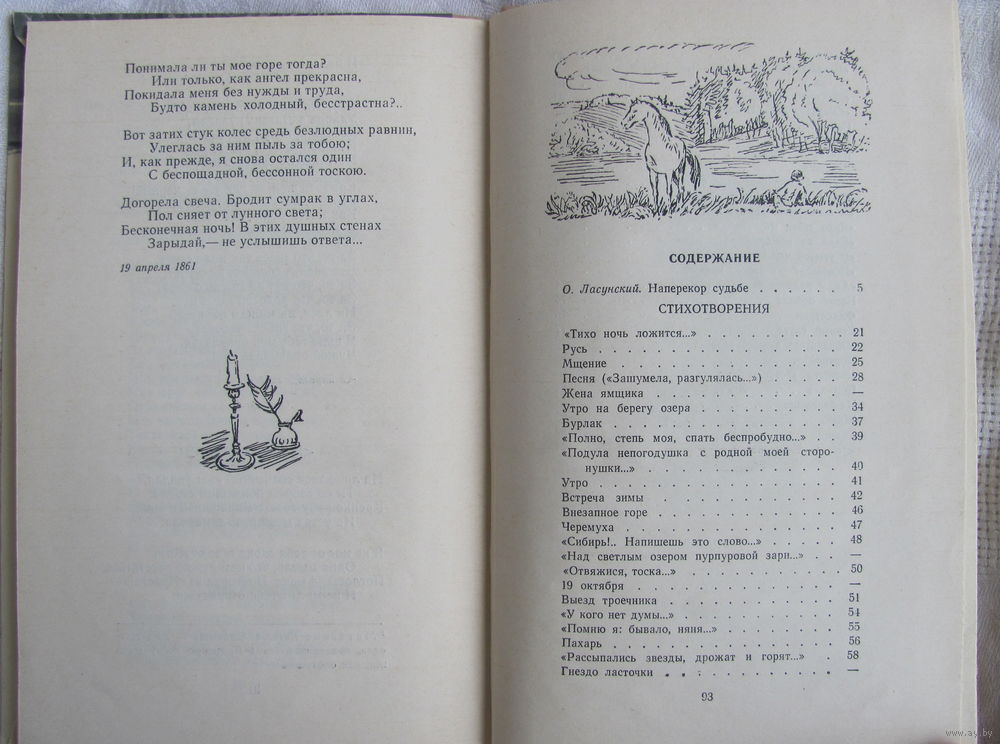 Понимала ли ты мое горе тогда?
Или только, как ангел прекрасна,
Покидала меня без нужды и труда,
Будто камень холодный, бесстрастна?..
Вот затих стук колес средь безлюдных равнин,
Улеглась за ним пыль за тобою;
И, как прежде, я снова остался один
С беспощадной, бессонной тоскою.
Догорела свеча. Бродит сумрак в углах,
Пол сияет от лунного света;
Бесконечная ночь! В этих душных стенах
Зарыдай,— не услышишь ответа...
19 апреля 1861
СОДЕРЖАНИЕ
О. Ласунский. Наперекор судьбе . . . . . . 5
СТИХОТВОРЕНИЯ
«Тихо ночь ложится...» . . . . . . . . . 21
Русь . . . . . . . . . . . . . . 22
Мщение . . . . . . . . . . . . . 25
Песня («Зашумела, разгулялась...») . . . . . 28
Жена ямщика . . . . . . . . . . . —
Утро на берегу озера . . . . . . . . . 34
Бурлак . . . . . . . . . . . . . 37
«Полно, степь моя, спать беспробудно...» . . 39
«Подула непогодушка с родной моей сторо-
нушки...» . . . . . . . . . . . . 40
Утро . . . . . . . . . . . . . . 41
Встреча зимы . . . . . . . . . . . 42
Внезапное горе . . . . . . . . . . . 46
Черемуха . . . . . . . . . . . . . 47
«Сибирь!.. Напишешь это слово...» . . . . . 48
«Над светлым озером пурпуровой зари...» . . —
«Отвяжися, тоска...» . . . . . . . . . . 50
19 октября . . . . . . . . . . . . —
Выезд троечника . . . . . . . . . . . 51
«У кого нет думы...» . . . . . . . . . . 54
«Помню я: бывало, няня...» . . . . . . . . 55
Пахарь . . . . . . . . . . . . . 56
«Рассыпались звезды, дрожат и горят...» . 58
Гнездо ласточки . . . . . . . . . . . —
93
www.ay.by